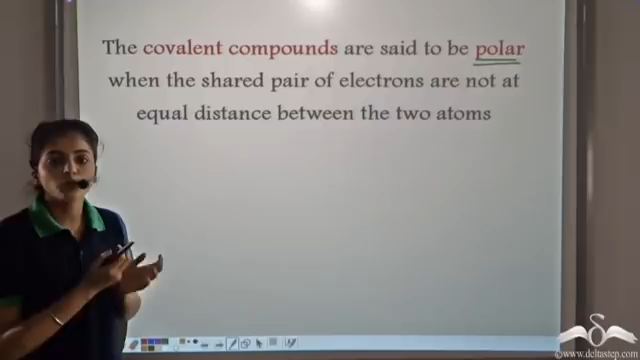 The covalent compounds are said to be polar
when the shared pair of electrons are not at
equal distance between the two atoms
©www.deltastep.com